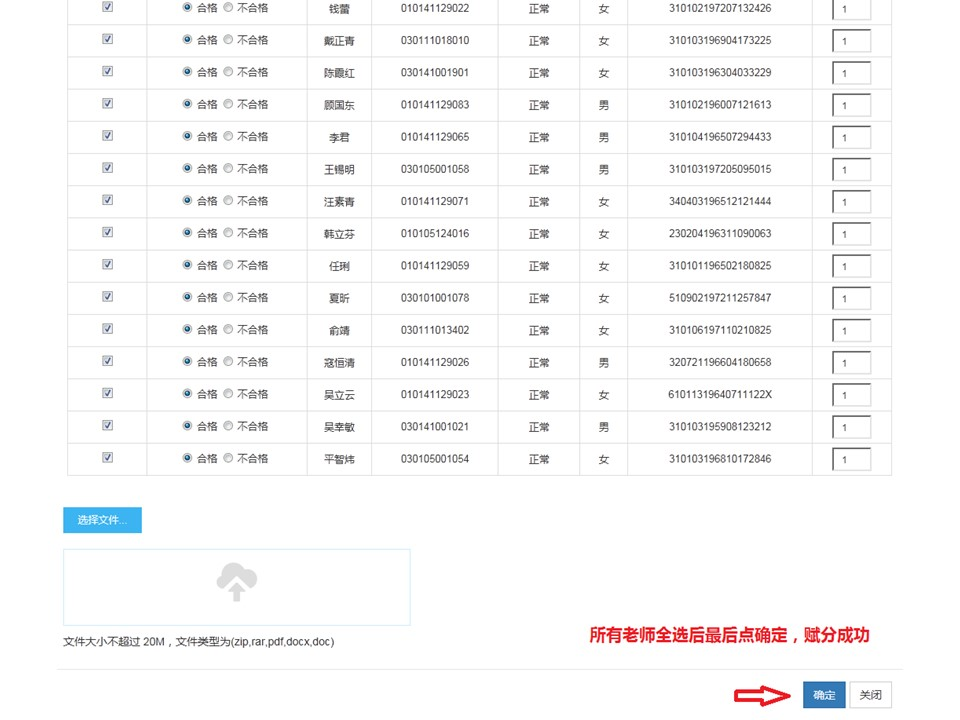 合格 不合格 钱蕾 010141129022 正常 女 310102197207132426 1
合格 不合格 戴正青 030111018010 正常 女 310103196904173225 1
合格 不合格 陈霞红 030141001901 正常 女 310103196304033229 1
合格 不合格 顾国东 010141129083 正常 男 310102196007121613 1
合格 不合格 李君 010141129065 正常 男 310104196507294433 1
合格 不合格 王锡明 030105001058 正常 男 310103197205095015 1
合格 不合格 汪素青 010141129071 正常 女 340403196512121444 1
合格 不合格 韩立芬 010105124016 正常 女 230204196311090063 1
合格 不合格 任琍 010141129059 正常 女 310101196502180825 1
合格 不合格 夏昕 030101001078 正常 女 510902197211257847 1
合格 不合格 俞靖 030111013402 正常 女 310106197110210825 1
合格 不合格 寇恒清 010141129026 正常 男 320721196604180658 1
合格 不合格 吴立云 010141129023 正常 女 61011319640711122X 1
合格 不合格 吴幸敏 030141001021 正常 男 310103195908123212 1
合格 不合格 平智炜 030105001054 正常 女 310103196810172846 1
选择文件...
文件大小不超过 20M，文件类型为(zip,rar,pdf,docx,doc)
所有老师全选后最后点确定，赋分成功
确定 关闭